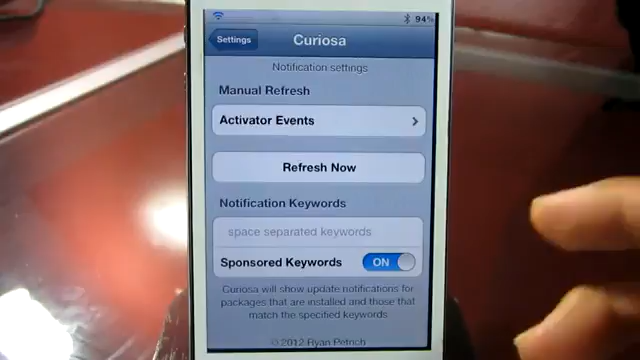 94%
Settings
Curiosa
Notification settings
Manual Refresh
Activator Events
Refresh Now
Notification Keywords
space separated keywords
Sponsored Keywords ON
Curiosa will show update notifications for
packages that are installed and those that
match the specified keywords
© 2012 Ryan Petrich